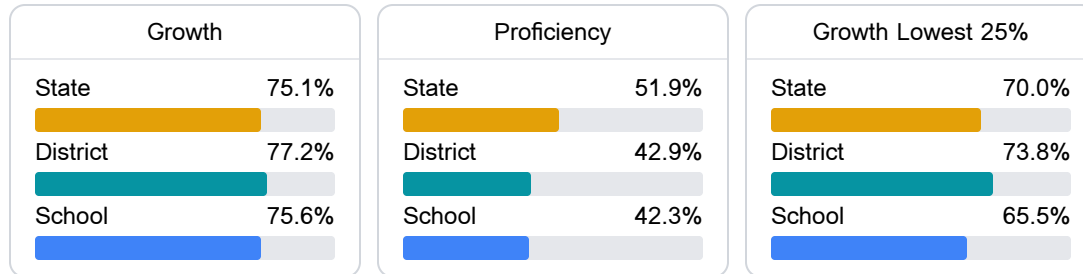 Growth
State 75.1%
District 77.2%
School 75.6%
Proficiency
State 51.9%
District 42.9%
School 42.3%
Growth Lowest 25%
State 70.0%
District 73.8%
School 65.5%